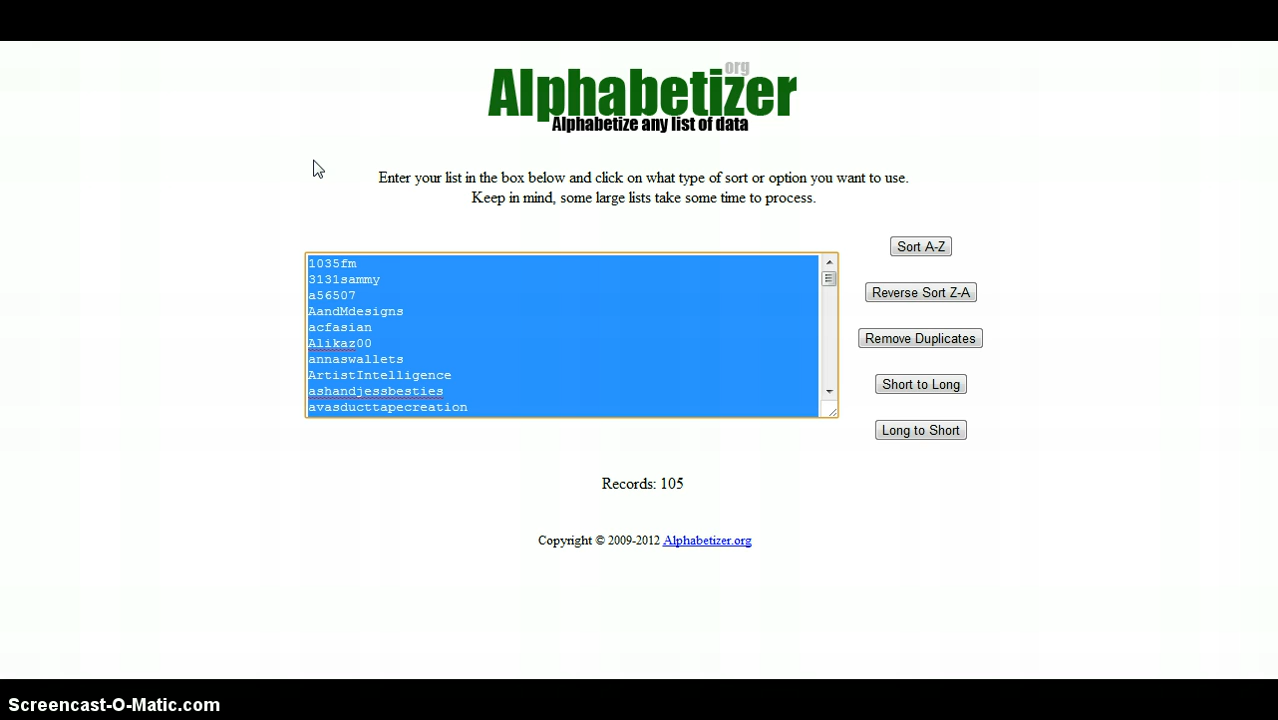 org
Alphabetizer
Alphabetize any list of data
Enter your list in the box below and click on what type of sort or option you want to use.
Keep in mind, some large lists take some time to process.
Sort A-Z
1035fm
3131sammy
a56507
Reverse Sort Z-A
AandMdesigns
acfasian
Remove Duplicates
Alikaz00
annaswallets
ArtistIntelligence
Short to Long
ashandjessbesties
avasducttapecreation
Long to Short
Records: 105
Copyright © 2009-2012 Alphabetizer.org
Screencast-O-Matic.com